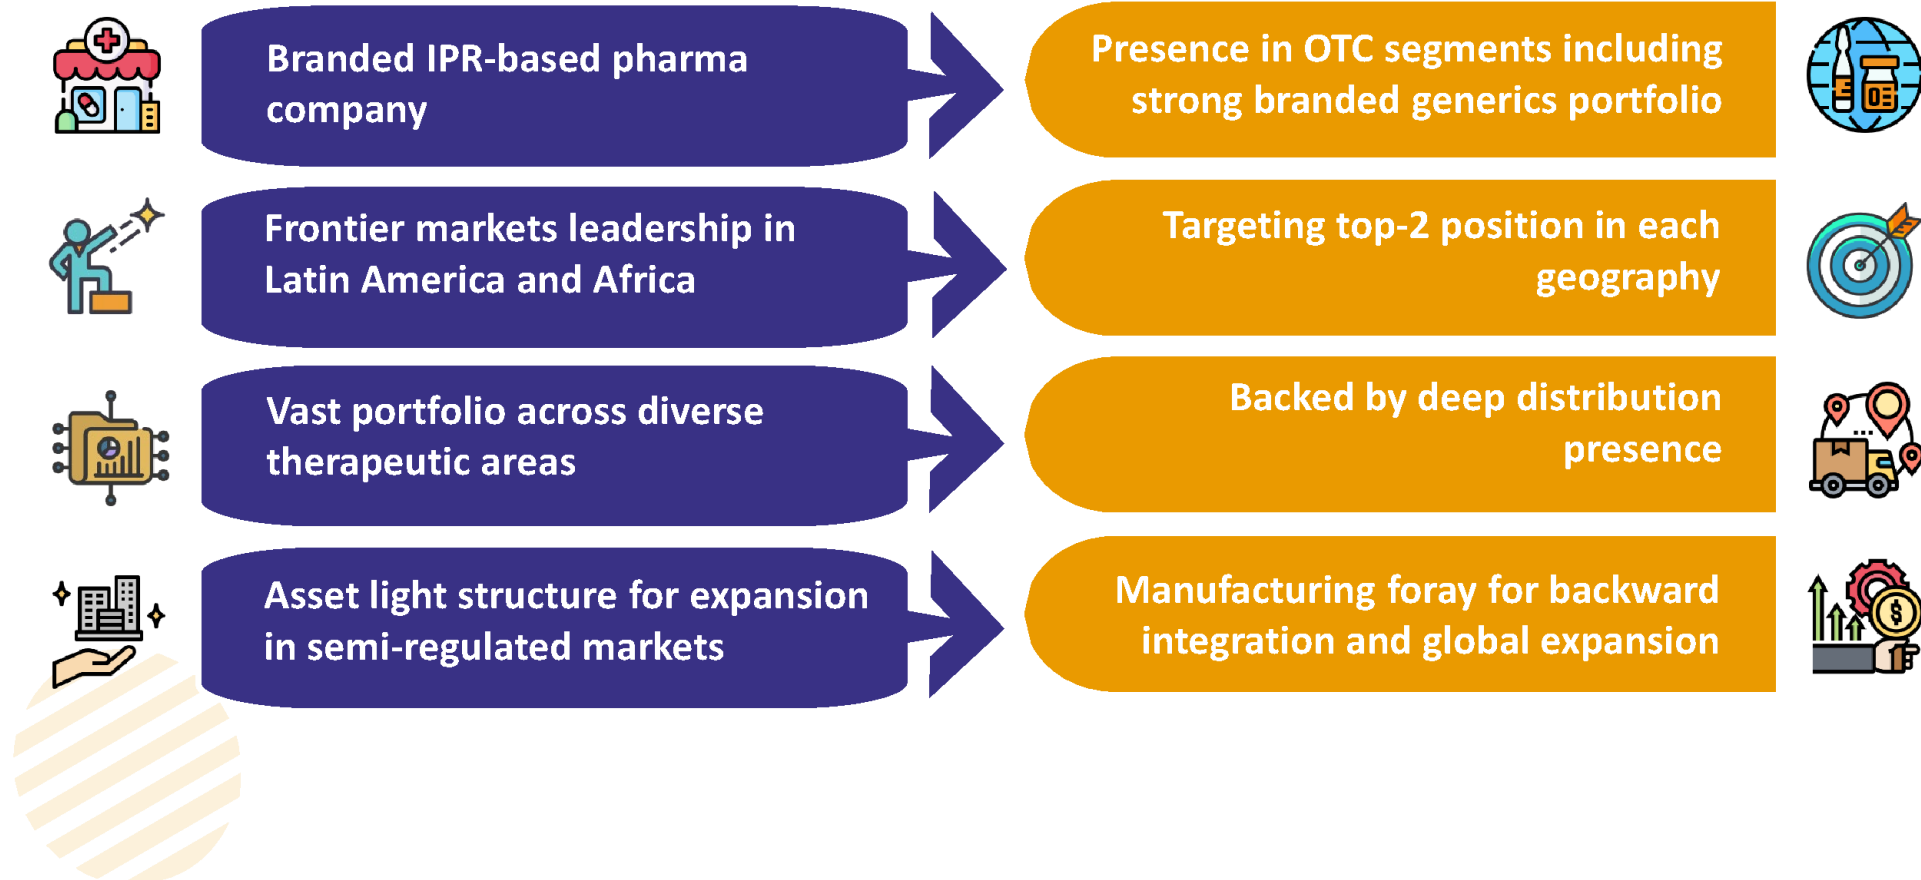 Branded IPR-based pharma
company
Presence in OTC segments including
strong branded generics portfolio
Frontier markets leadership in
Latin America and Africa
Targeting top-2 position in each
geography
Vast portfolio across diverse
therapeutic areas
Backed by deep distribution
presence
Asset light structure for expansion
in semi-regulated markets
Manufacturing foray for backward
integration and global expansion